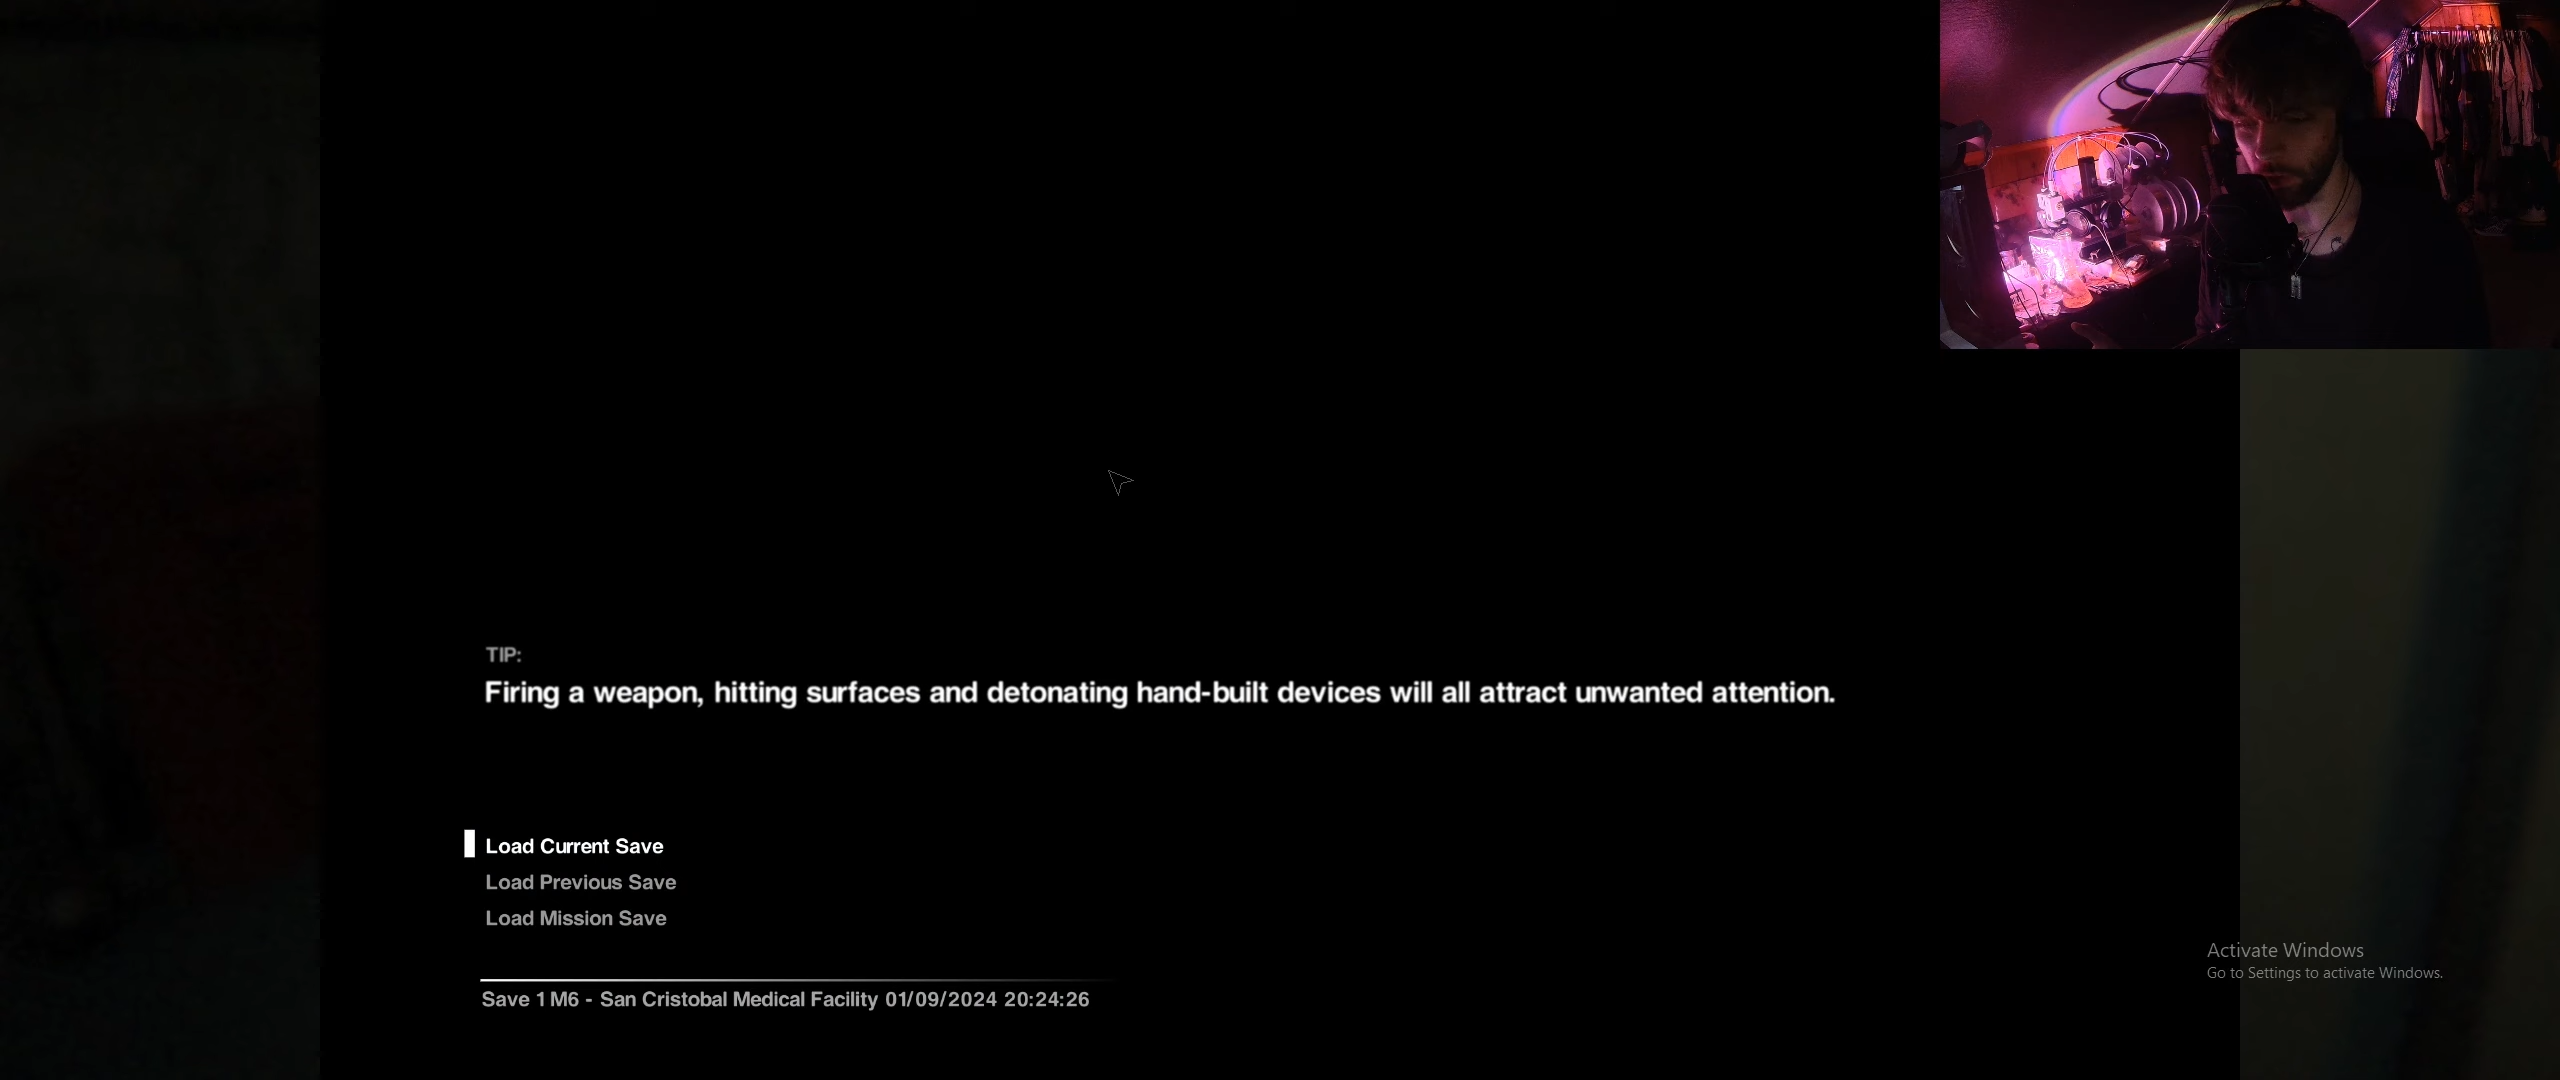 TIP:
Firing a weapon, hitting surfaces and detonating hand-built devices will all attract unwanted attention.
Load Current Save
Load Previous Save
Load Mission Save
Save 1 M6 - San Cristobal Medical Facility 01/09/2024 20:24:26
Activate Windows
Go to Settings to activate Windows.